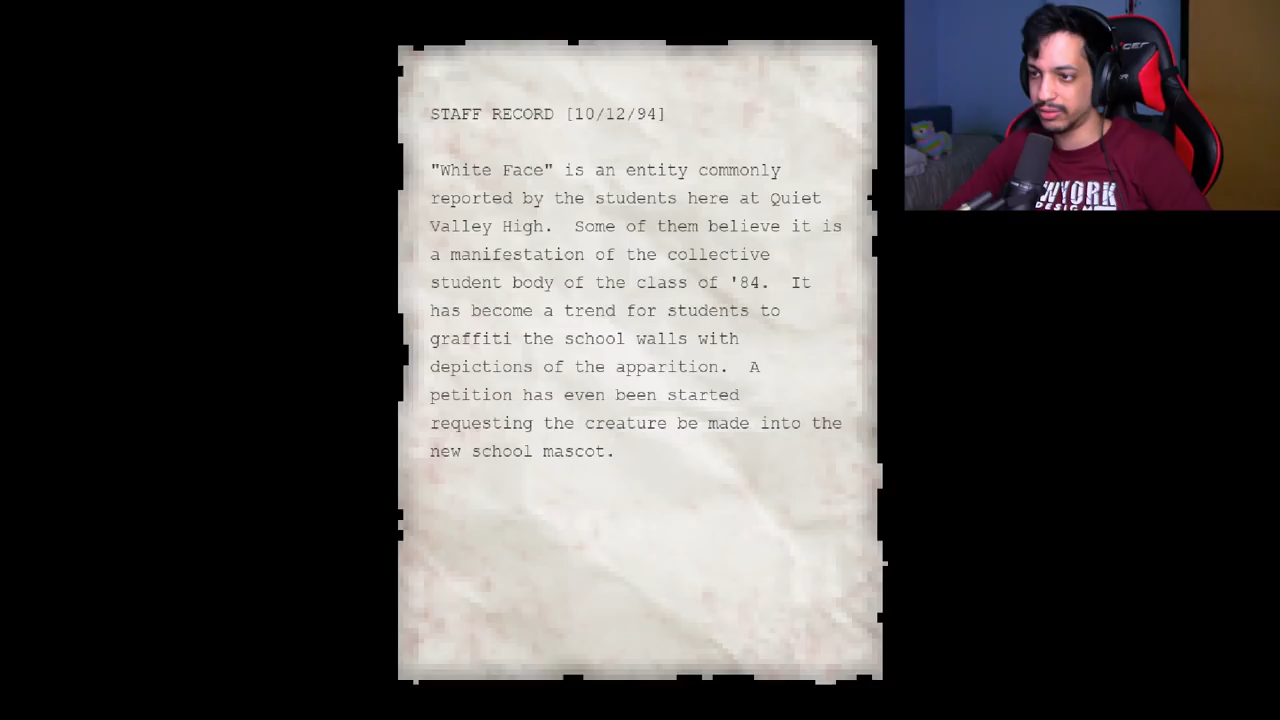 STAFF RECORD [10/12/94]
"White Face" is an entity commonly
reported by the students here at Quiet
Valley High.  Some of them believe it is
a manifestation of the collective
student body of the class of '84.  It
has become a trend for students to
graffiti the school walls with
depictions of the apparition.  A
petition has even been started
requesting the creature be made into the
new school mascot.
WYORK
DESIGN